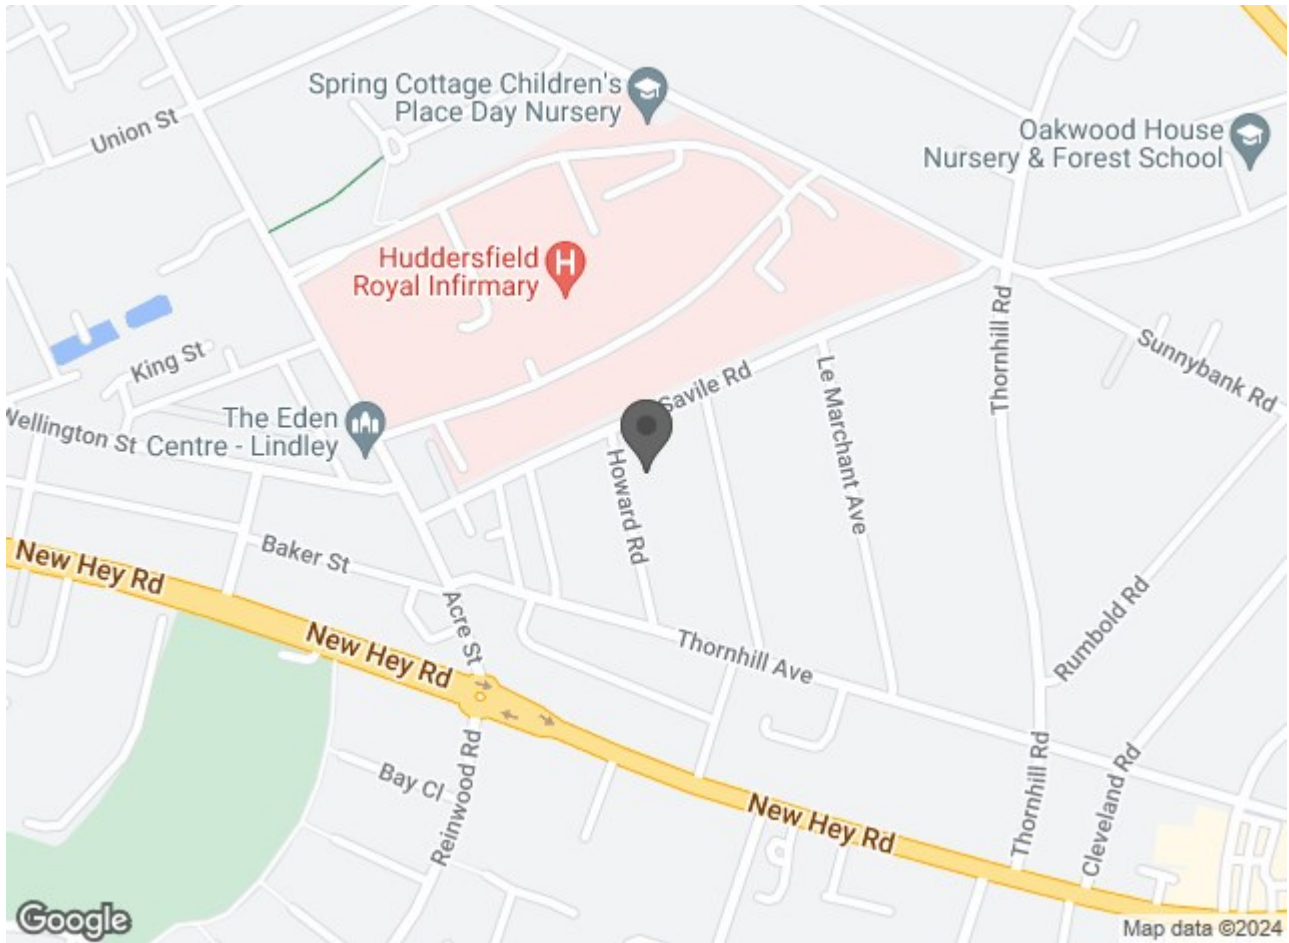 Spring Cottage Children's
Place Day Nursery
Union St
Oakwood House
Nursery & Forest School
Huddersfield
Royal Infirmary
H
Thornhill Rd
Sunnybank Rd
King St
Savile Rd
Le Marchant Ave
The Eden
Centre - Lindley
Wellington St
Howard Rd
Baker St
New Hey Rd
Acre St
New Hey Rd
Thornhill Ave
Rumbold Rd
Bay Cl
Reinwood Rd
New Hey Rd
Thornhill Rd
Cleveland Rd
Google
Map data ©2024